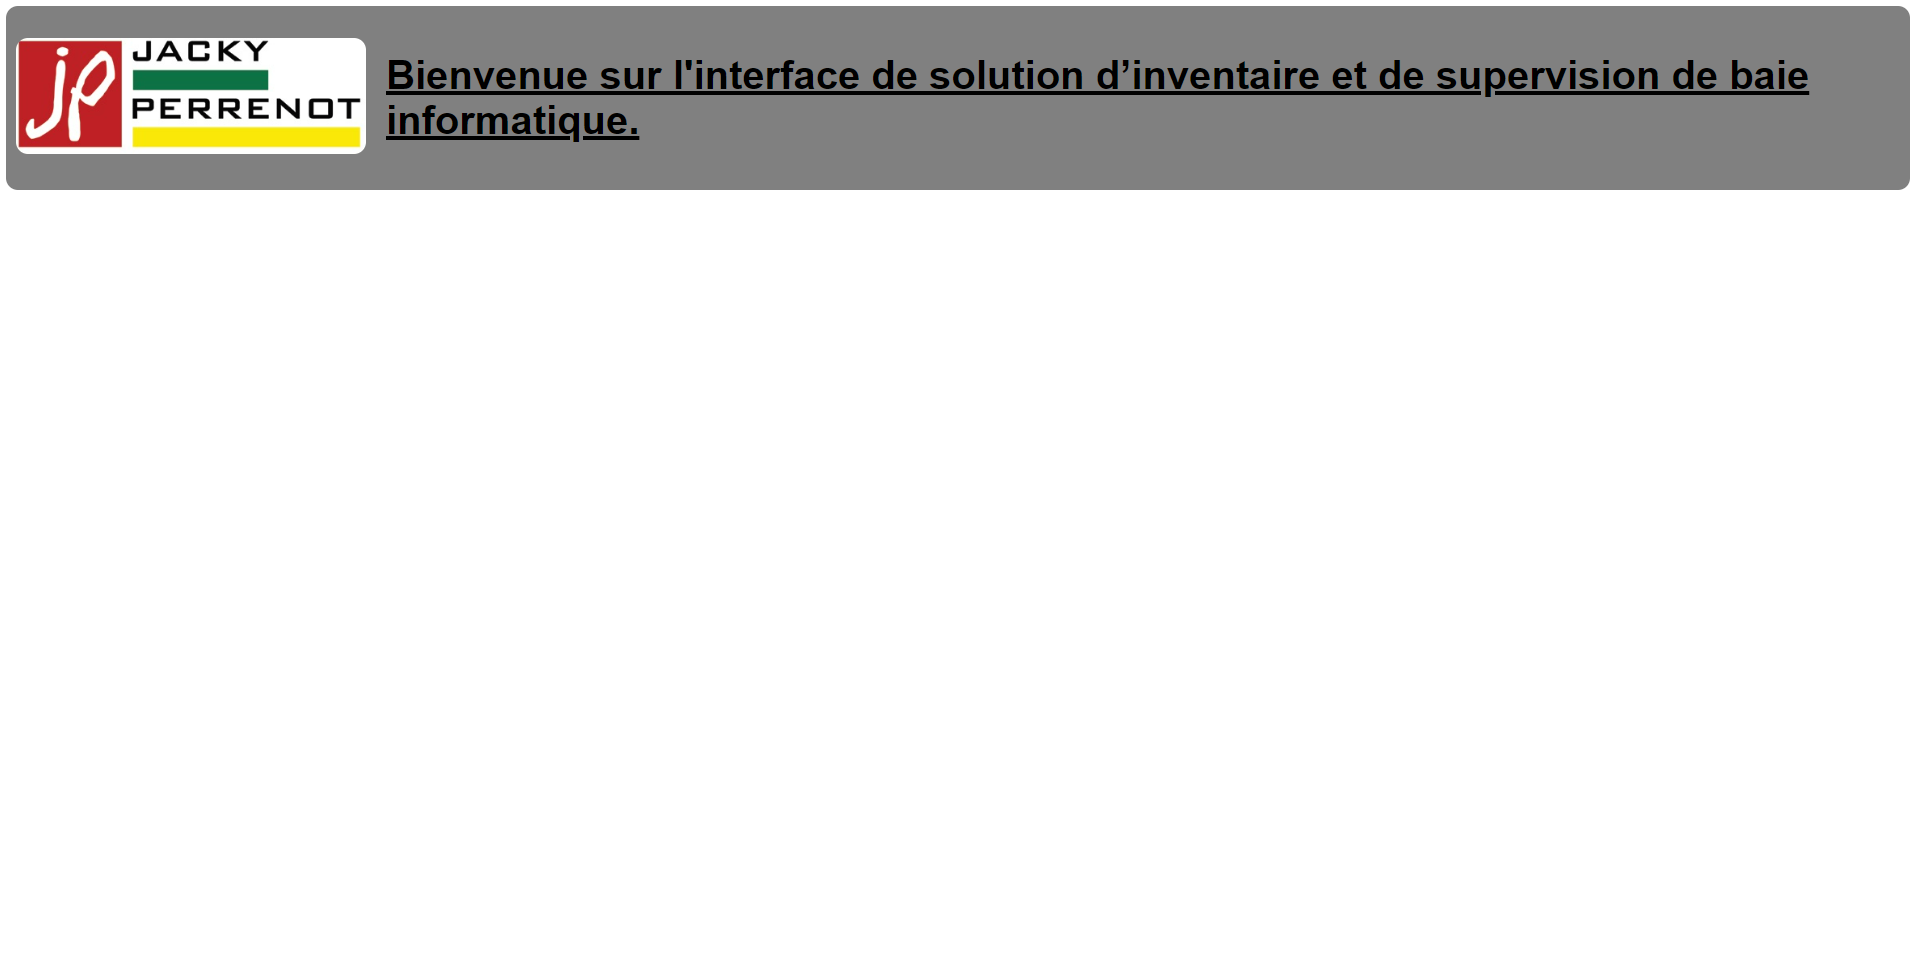 jp
JACKY
PERRENOT
Bienvenue sur l'interface de solution d’inventaire et de supervision de baie
informatique.